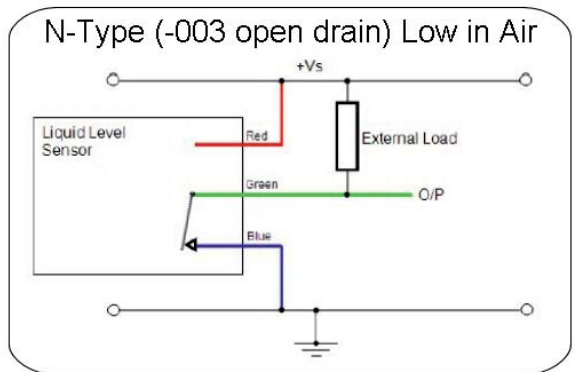 N-Type (-003 open drain) Low in Air
+Vs
Liquid Level
Sensor
Red
External Load
Green
O/P
Blue